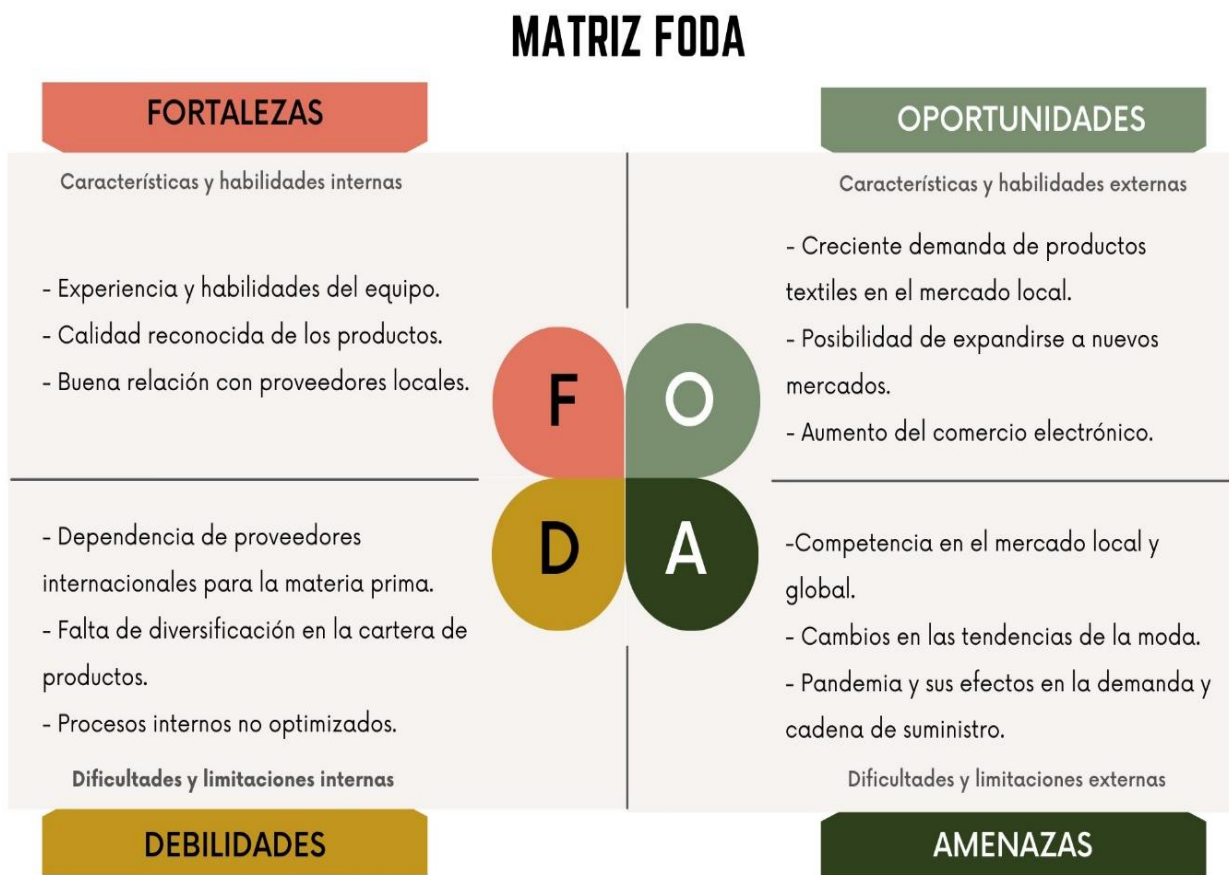 MATRIZ FODA
FORTALEZAS
Características y habilidades internas
- Experiencia y habilidades del equipo.
- Calidad reconocida de los productos.
- Buena relación con proveedores locales.
OPORTUNIDADES
Características y habilidades externas
- Creciente demanda de productos
textiles en el mercado local.
- Posibilidad de expandirse a nuevos
mercados.
- Aumento del comercio electrónico.
F
O
D
A
- Dependencia de proveedores
internacionales para la materia prima.
- Falta de diversificación en la cartera de
productos.
- Procesos internos no optimizados.
Dificultades y limitaciones internas
DEBILIDADES
-Competencia en el mercado local y
global.
- Cambios en las tendencias de la moda.
- Pandemia y sus efectos en la demanda y
cadena de suministro.
Dificultades y limitaciones externas
AMENAZAS